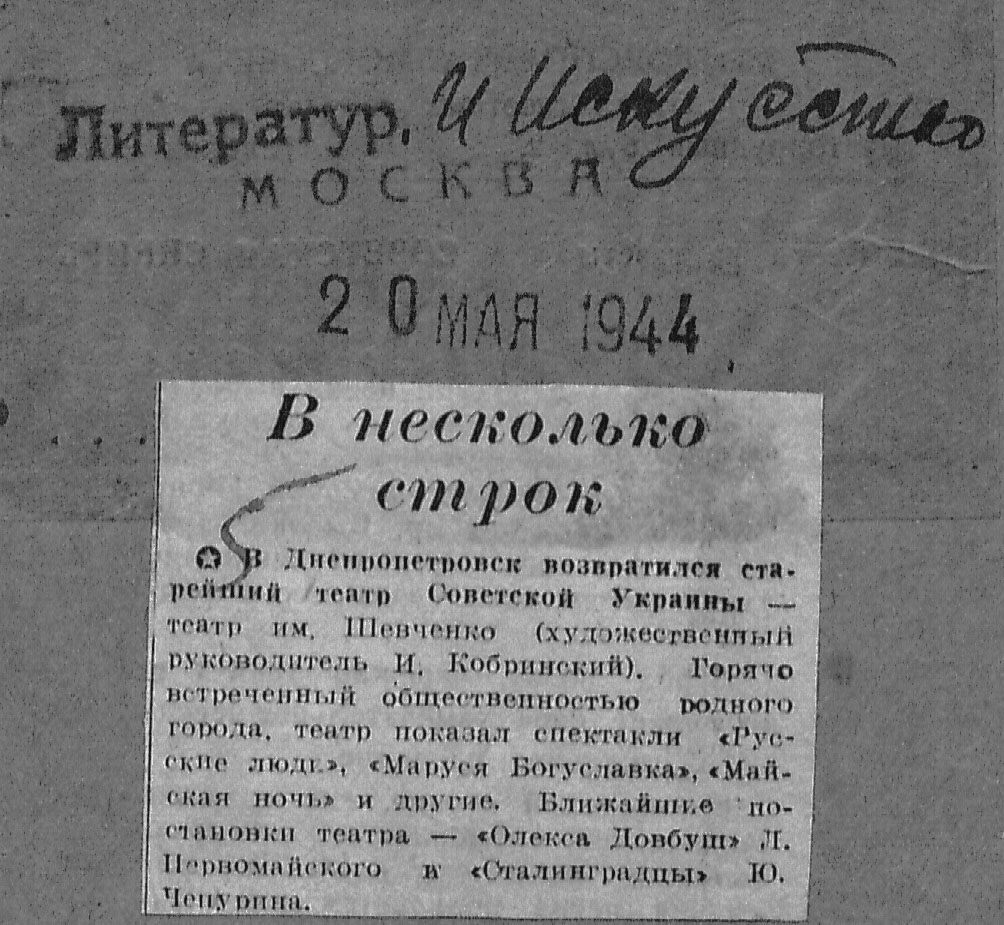 Литератур. и Искусство
МОСКВА
20 МАЯ 1944
В несколько
строк
В Днепропетровск возвратился ста-
рейший театр Советской Украины —
театр им. Шевченко (художественный
руководитель И. Кобринский). Горячо
встреченный общественностью родного
города, театр показал спектакли «Рус-
ские люди», «Маруся Богуславка», «Май-
ская ночь» и другие. Ближайшие по-
становки театра — «Олекса Довбуш» Л.
Первомайского и «Сталинградцы» Ю.
Чепурина.